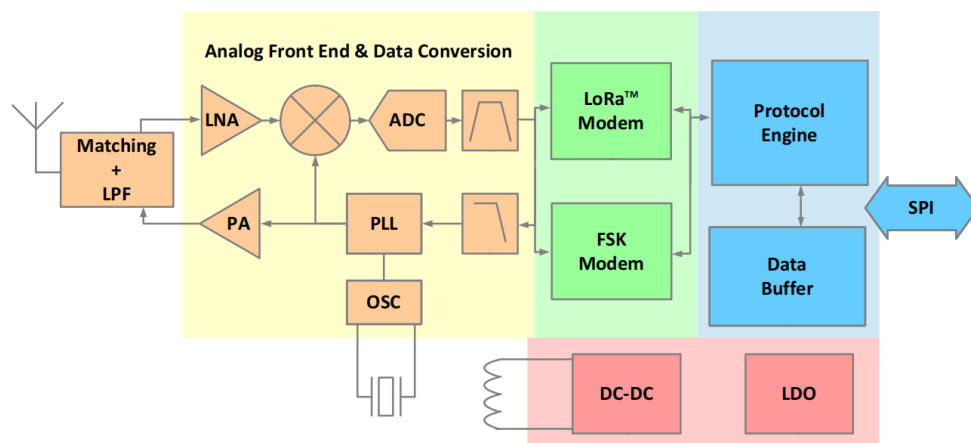 Analog Front End & Data Conversion
LNA
ADC
LoRa™
Modem
Protocol
Engine
Matching
+
LPF
PA
PLL
FSK
Modem
SPI
Data
Buffer
OSC
DC-DC
LDO